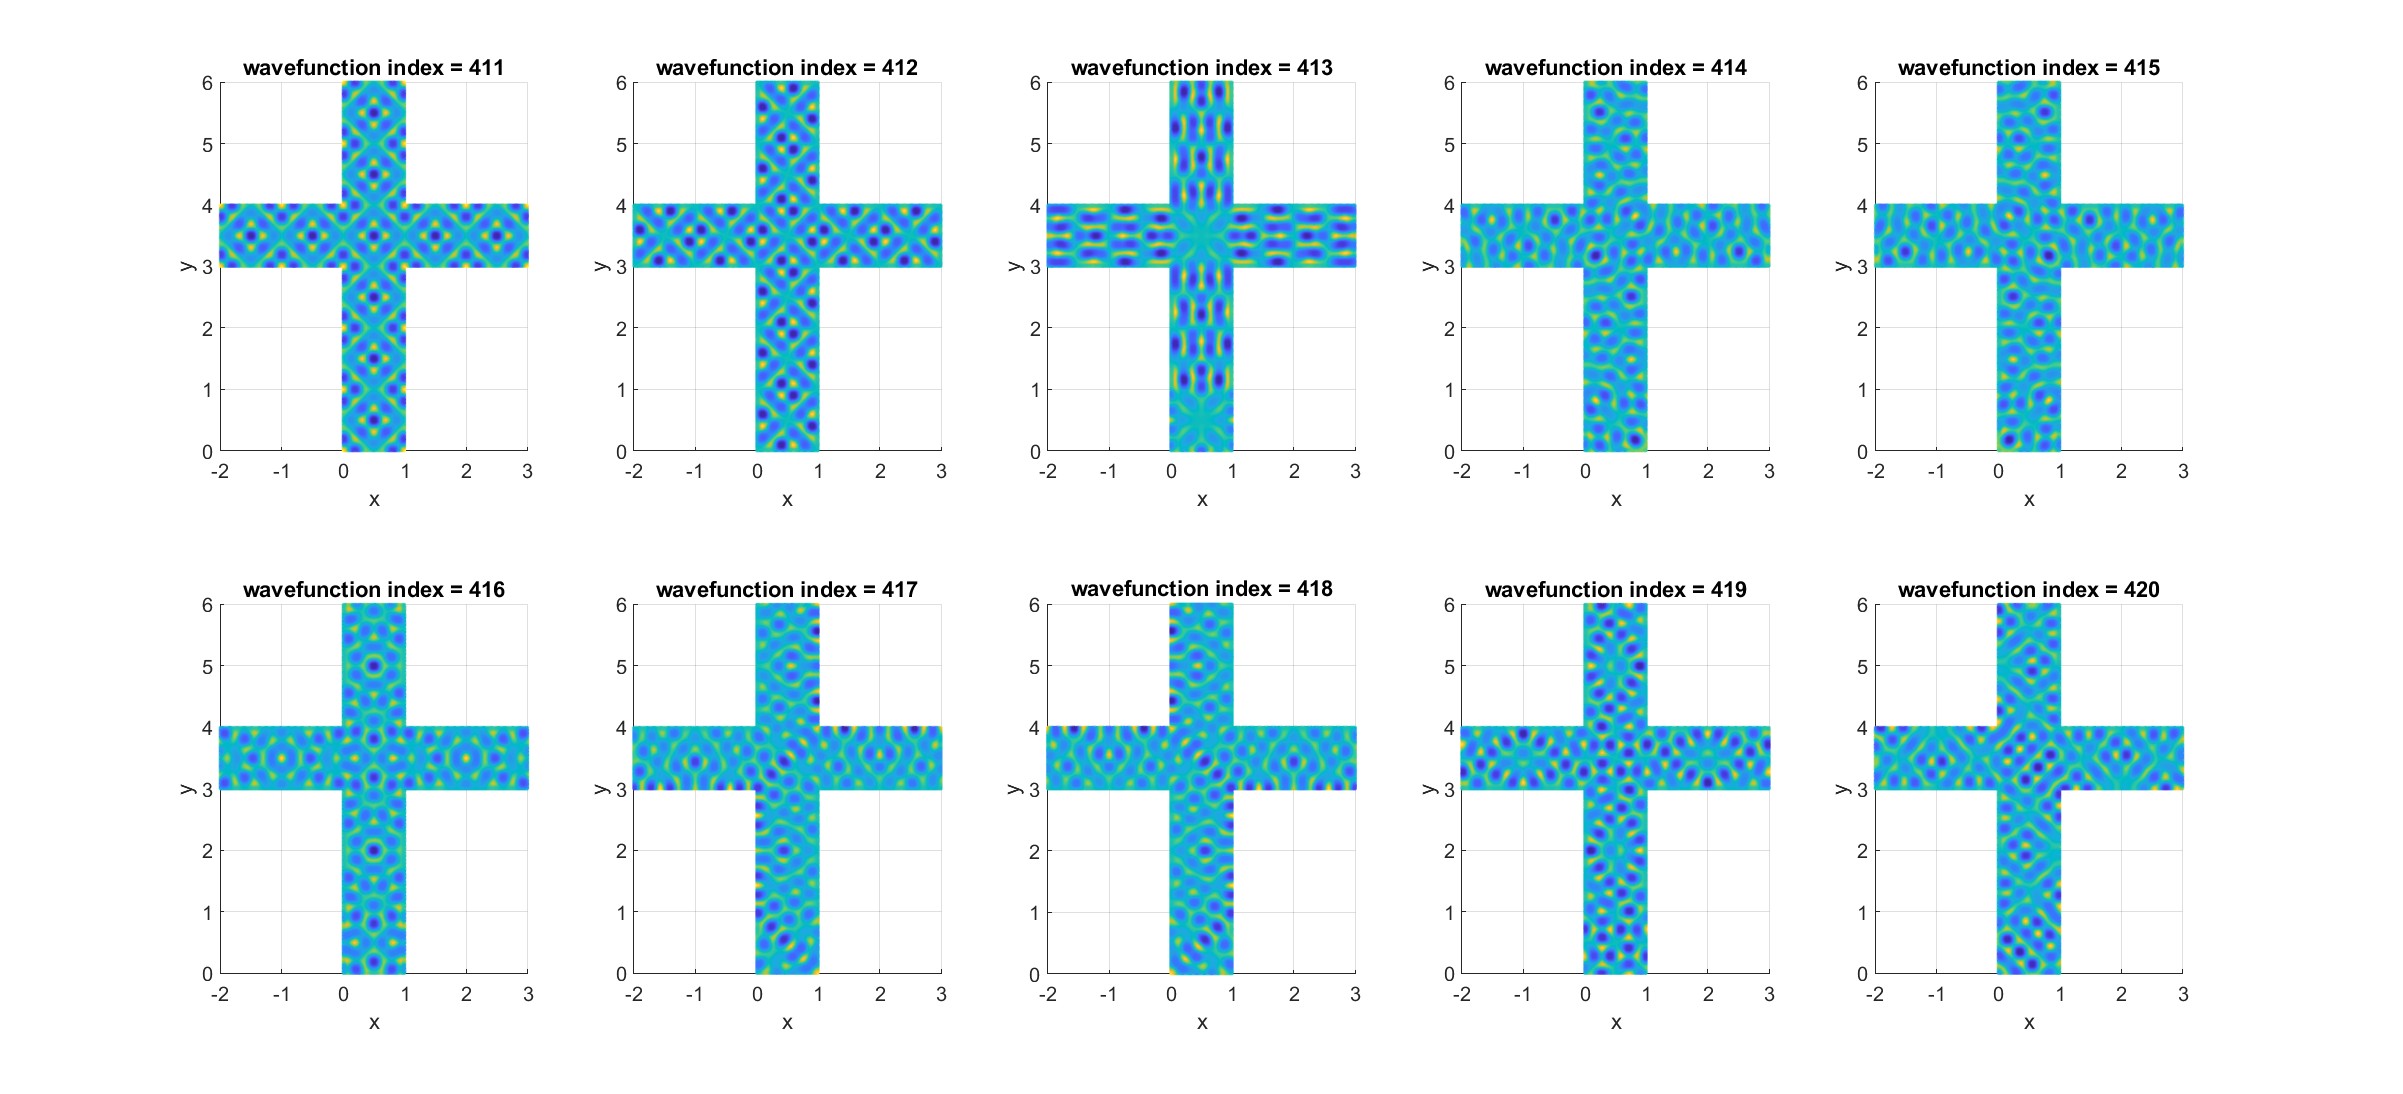 wavefunction index = 411
wavefunction index = 412
wavefunction index = 413
wavefunction index = 414
wavefunction index = 415
6 5 4 3 2 1 0
y
-2 -1 0 1 2 3
x
6 5 4 3 2 1 0
y
-2 -1 0 1 2 3
x
6 5 4 3 2 1 0
y
-2 -1 0 1 2 3
x
6 5 4 3 2 1 0
y
-2 -1 0 1 2 3
x
6 5 4 3 2 1 0
y
-2 -1 0 1 2 3
x
wavefunction index = 416
wavefunction index = 417
wavefunction index = 418
wavefunction index = 419
wavefunction index = 420
6 5 4 3 2 1 0
y
-2 -1 0 1 2 3
x
6 5 4 3 2 1 0
y
-2 -1 0 1 2 3
x
6 5 4 3 2 1 0
y
-2 -1 0 1 2 3
x
6 5 4 3 2 1 0
y
-2 -1 0 1 2 3
x
6 5 4 3 2 1 0
y
-2 -1 0 1 2 3
x